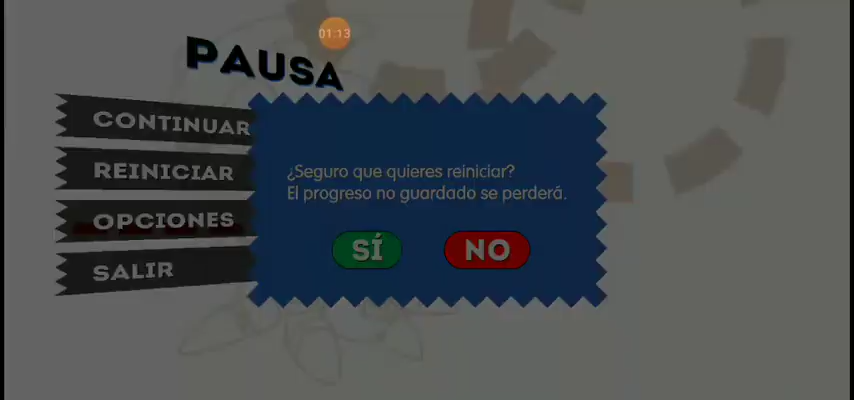 01:13
PAUSA
CONTINUAR
REINICIAR
OPCIONES
SALIR
¿Seguro que quieres reiniciar?
El progreso no guardado se perderá.
SÍ NO